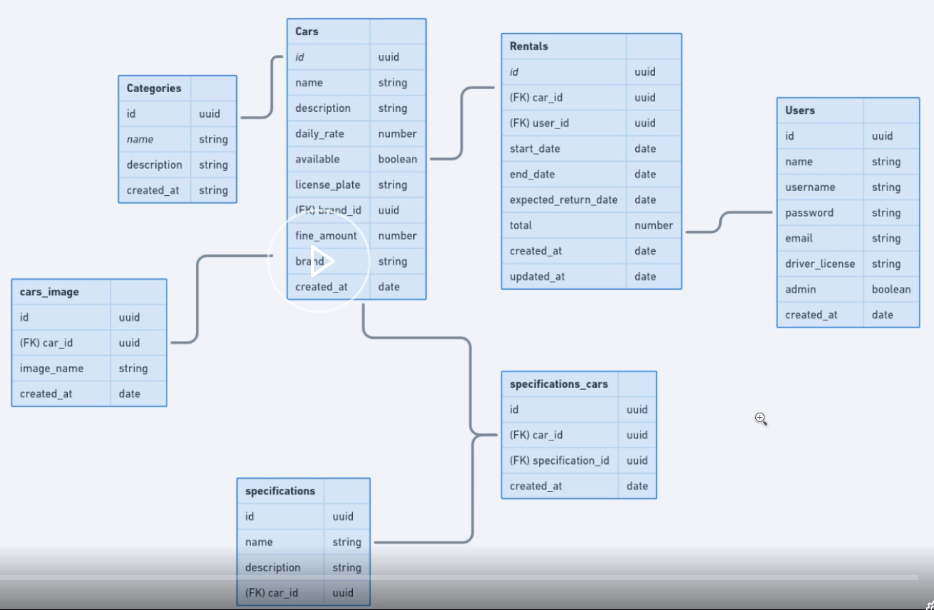 Cars
id uuid
name string
description string
daily_rate number
available boolean
license_plate string
(FK) brand_id uuid
fine_amount number
brand string
created_at date
Categories
id uuid
name string
description string
created_at string
Rentals
id uuid
(FK) car_id uuid
(FK) user_id uuid
start_date date
end_date date
expected_return_date date
total number
created_at date
updated_at date
Users
id uuid
name string
username string
password string
email string
driver_license string
admin boolean
created_at date
cars_image
id uuid
(FK) car_id uuid
image_name string
created_at date
specifications_cars
id uuid
(FK) car_id uuid
(FK) specification_id uuid
created_at date
specifications
id uuid
name string
description string
(FK) car_id uuid